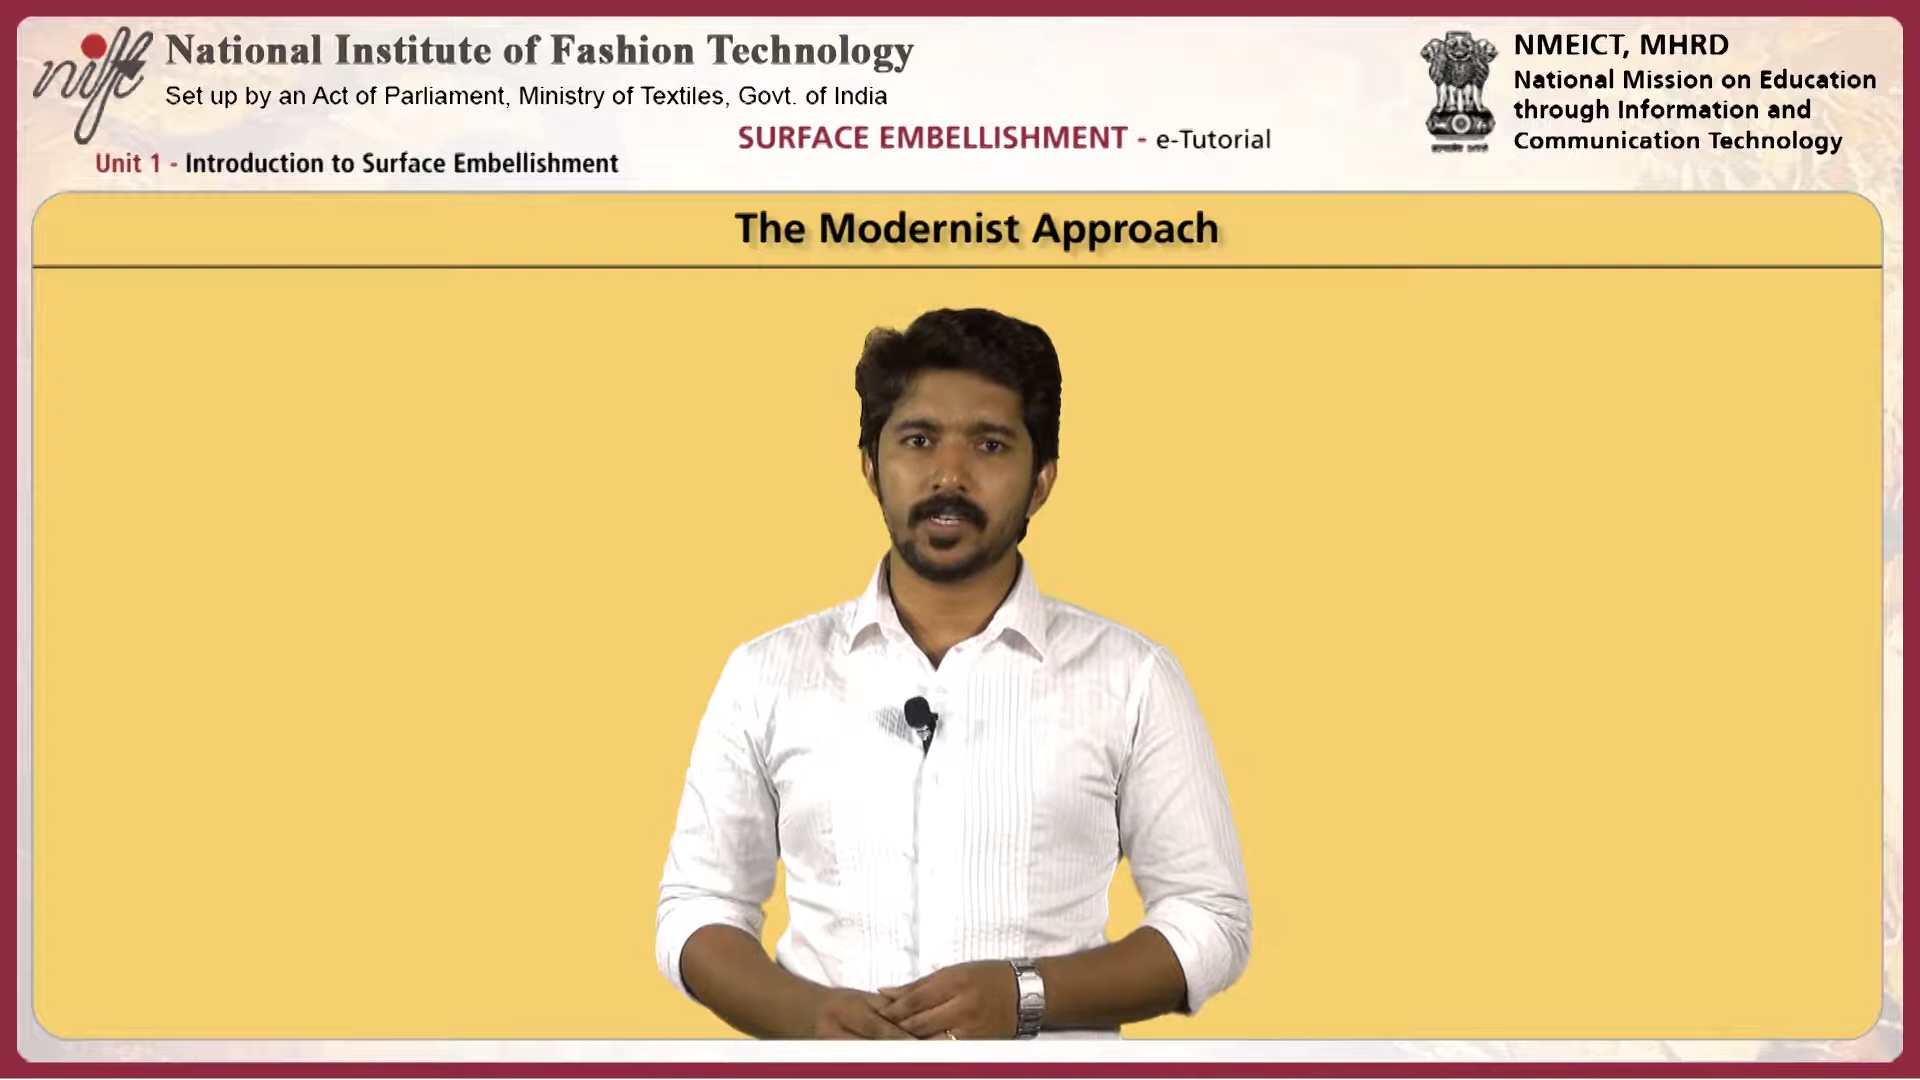 nift
National Institute of Fashion Technology
Set up by an Act of Parliament, Ministry of Textiles, Govt. of India
SURFACE EMBELLISHMENT - e-Tutorial
Unit 1 - Introduction to Surface Embellishment
NMEICT, MHRD
National Mission on Education
through Information and
Communication Technology
The Modernist Approach